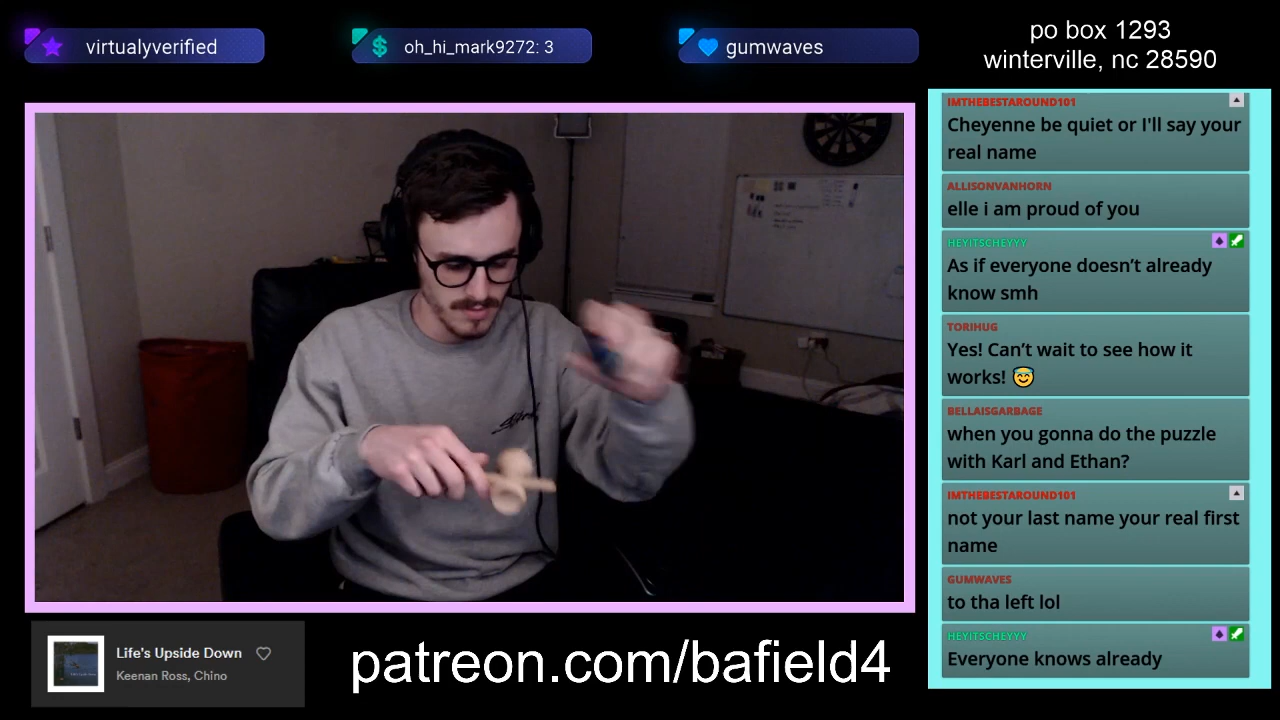 virtualyverified
oh_hi_mark9272: 3
gumwaves
po box 1293
winterville, nc 28590
IMTHEBESTAROUND101
Cheyenne be quiet or I'll say your
real name
ALLISONVANHORN
elle i am proud of you
HEYITSCHEYYY
As if everyone doesn’t already
know smh
TORIHUG
Yes! Can’t wait to see how it
works! 😇
BELLAISGARBAGE
when you gonna do the puzzle
with Karl and Ethan?
IMTHEBESTAROUND101
not your last name your real first
name
GUMWAVES
to tha left lol
HEYITSCHEYYY
Everyone knows already
Life's Upside Down
Keenan Ross, Chino
patreon.com/bafield4